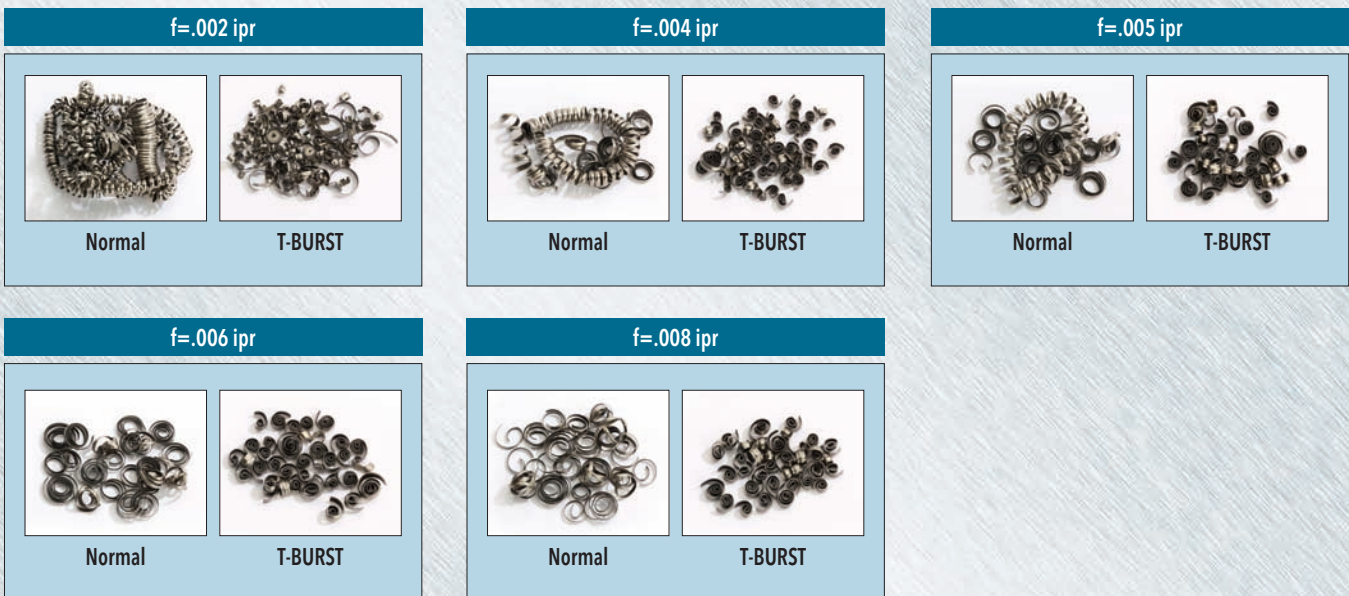 f=.002 ipr
Normal
T-BURST
f=.004 ipr
Normal
T-BURST
f=.005 ipr
Normal
T-BURST
f=.006 ipr
Normal
T-BURST
f=.008 ipr
Normal
T-BURST